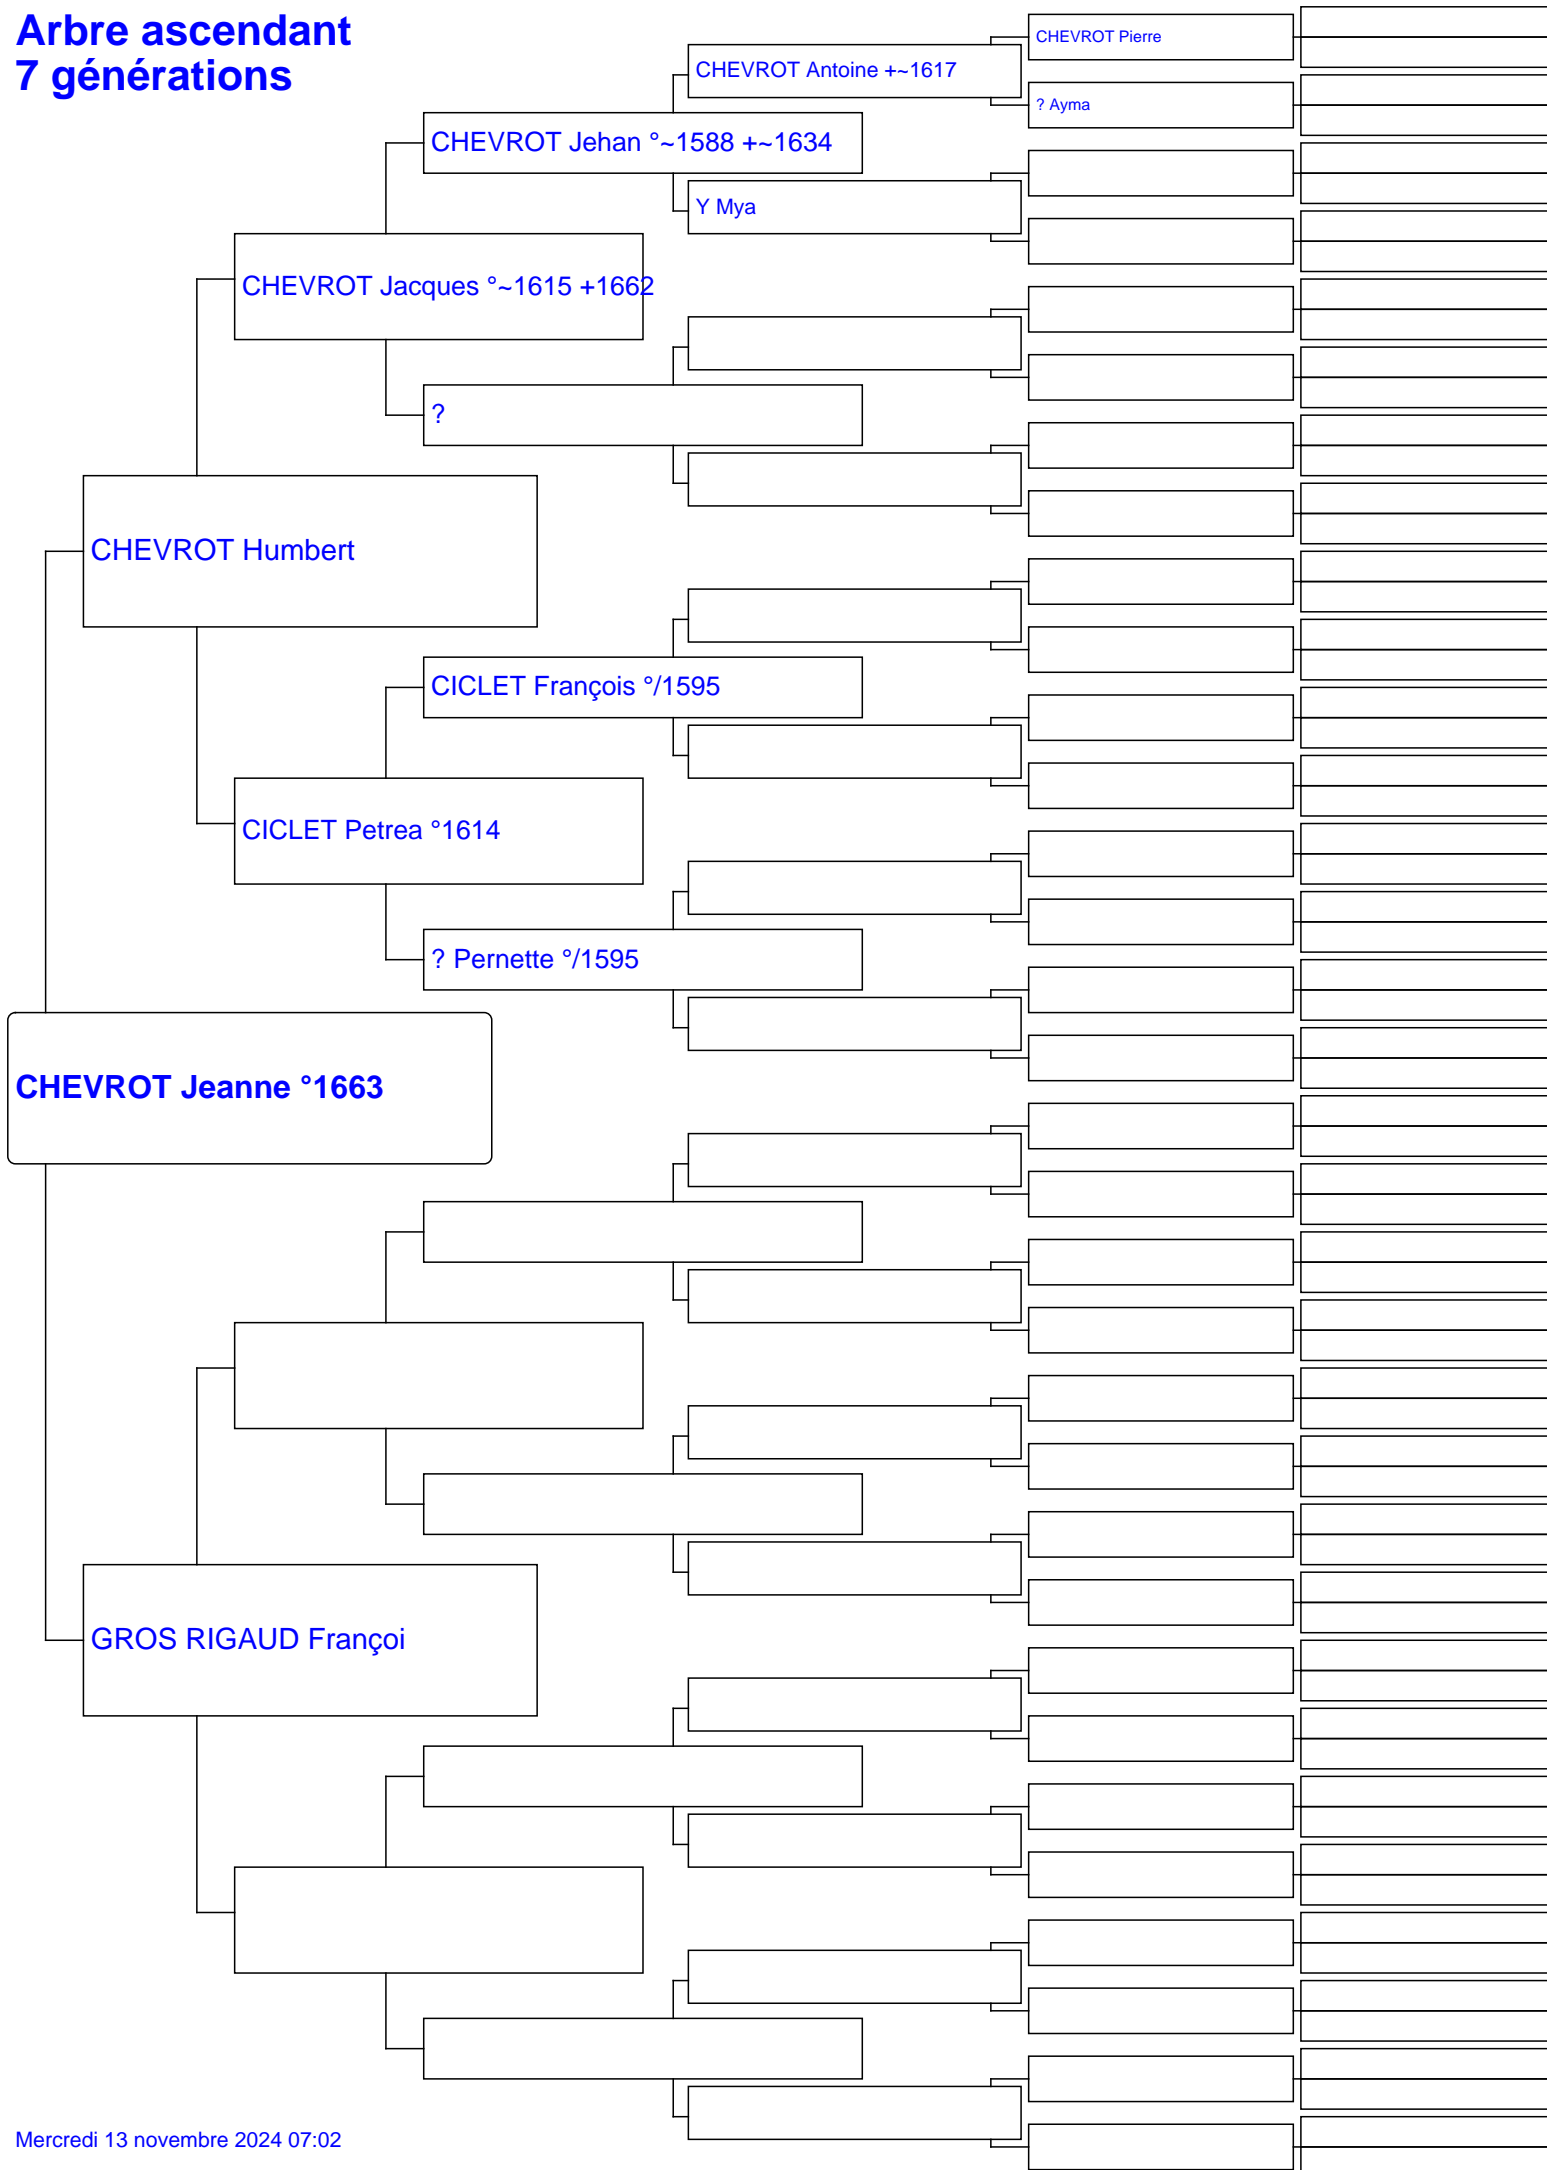 Arbre ascendant
7 générations
CHEVROT Pierre
CHEVROT Antoine +~1617
? Ayma
CHEVROT Jehan °~1588 +~1634
Y Mya
CHEVROT Jacques °~1615 +1662
?
CHEVROT Humbert
CICLET François °/1595
CICLET Petrea °1614
? Pernette °/1595
CHEVROT Jeanne °1663
GROS RIGAUD Françoi
Mercredi 13 novembre 2024 07:02